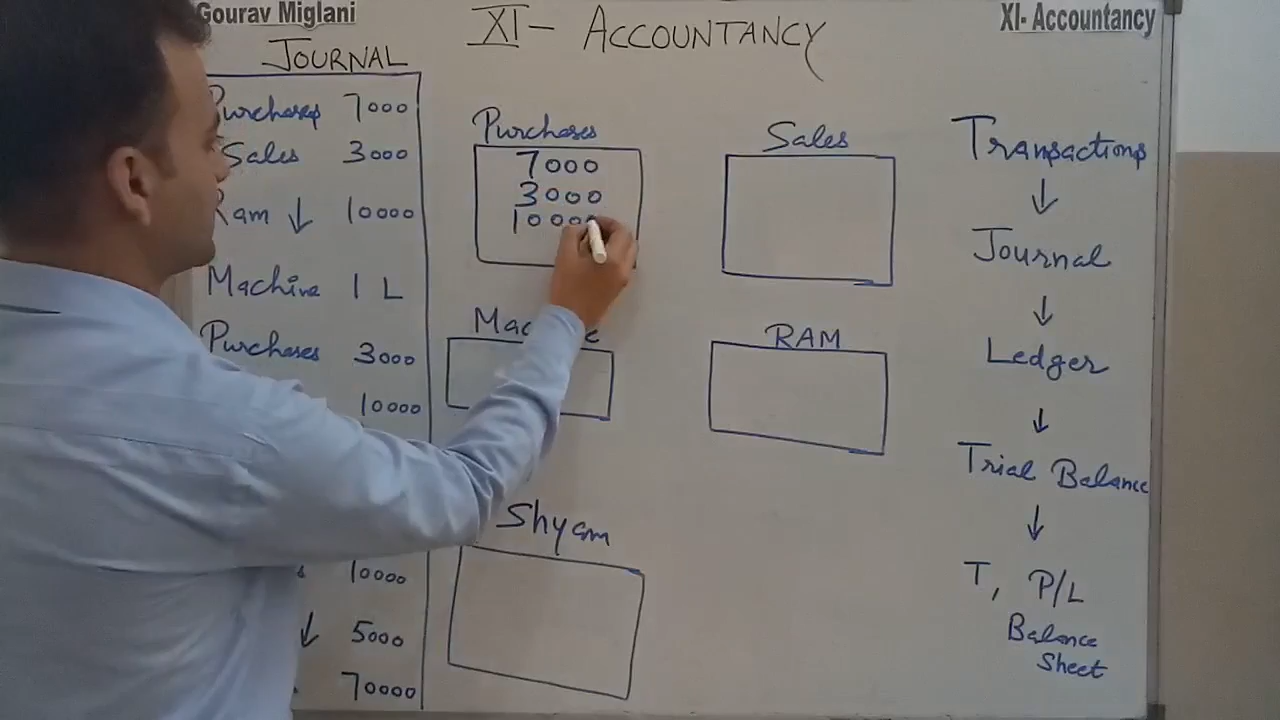 Gourav Miglani
XI- ACCOUNTANCY
XI- Accountancy
JOURNAL
Purchases 7000
Sales 3000
Ram ↓ 10000
Machine 1 L
Purchases 3000
10000
10000
↓ 5000
70000
Purchases
7000
3000
10000
Sales
RAM
Shyam
Transactions
↓
Journal
↓
Ledger
↓
Trial Balance
↓
T, P/L
Balance
Sheet